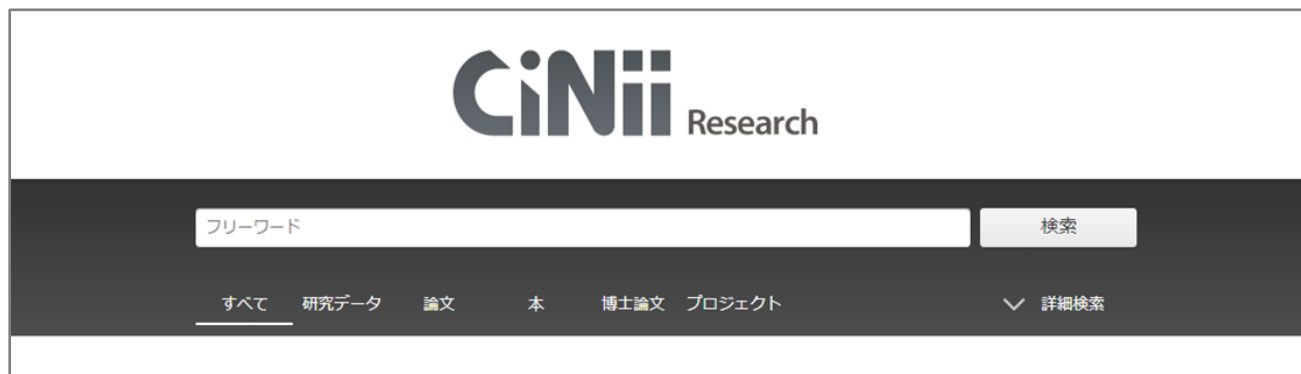 CiNii Research
フリーワード 検索
すべて 研究データ 論文 本 博士論文 プロジェクト 詳細検索